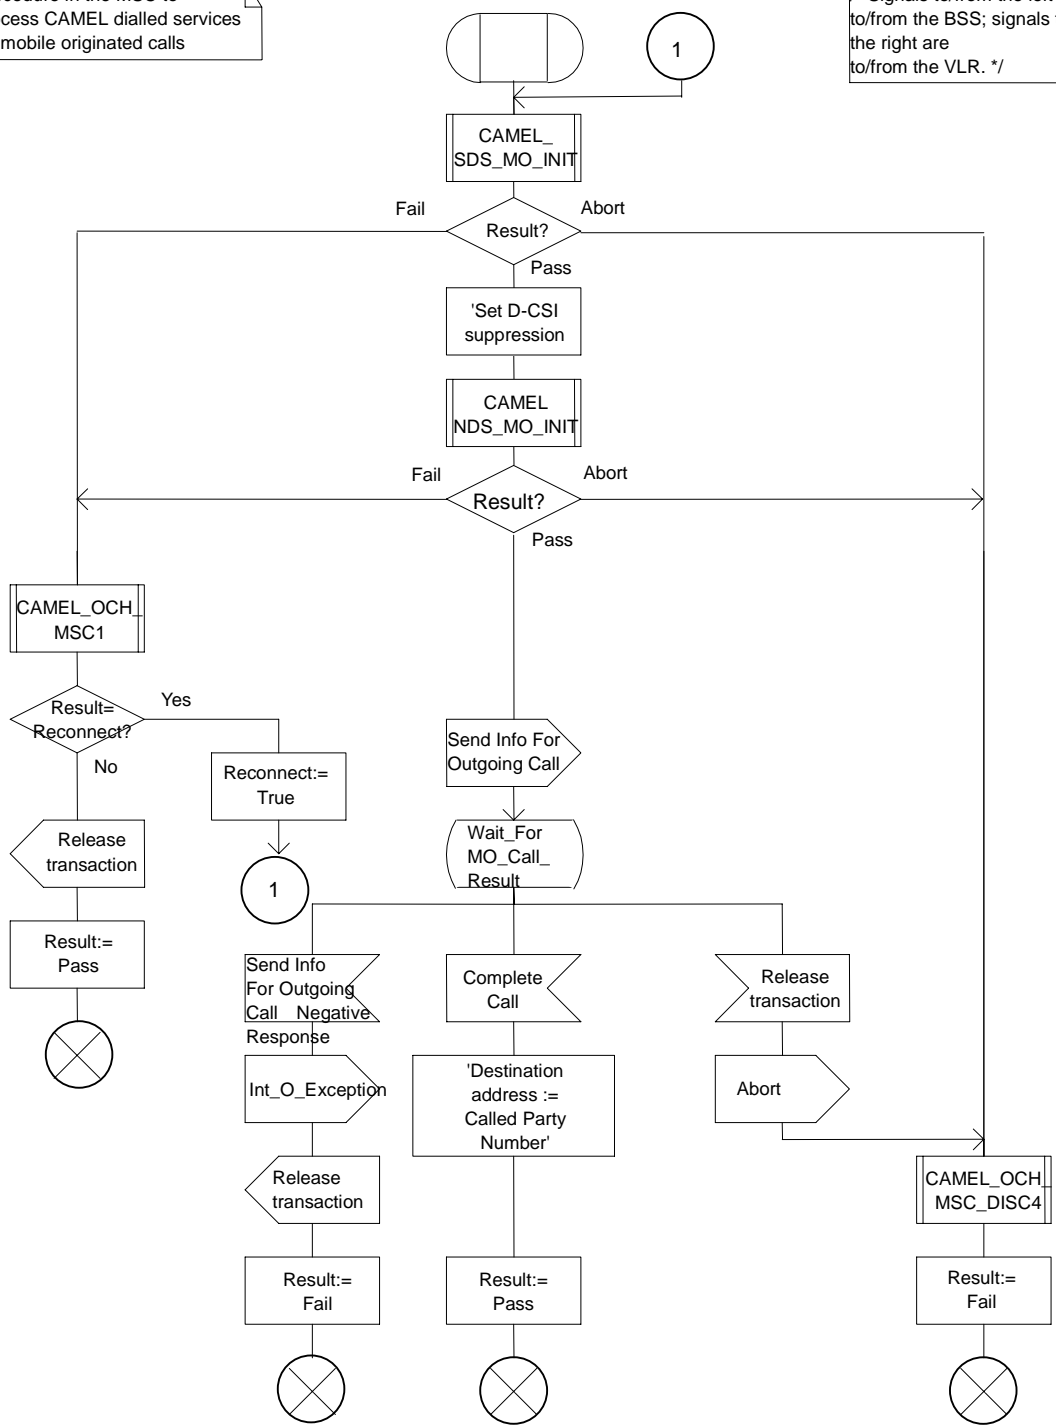 process CAMEL dialled services
mobile originated calls
1
to/from the BSS; signals
the right are
to/from the VLR. */
CAMEL_
SDS_MO_INIT
Fail
Abort
Result?
Pass
'Set D-CSI
suppression
CAMEL
NDS_MO_INIT
Fail
Abort
Result?
Pass
CAMEL_OCH_
MSC1
Result=
Reconnect?
Yes
No
Reconnect:=
True
1
Release
transaction
Result:=
Pass
Send Info For
Outgoing Call
Wait_For
MO_Call_
Result
Send Info
For Outgoing
Call Negative
Response
Complete
Call
Release
transaction
Int_O_Exception
'Destination
address :=
Called Party
Number'
Abort
Release
transaction
CAMEL_OCH_
MSC_DISC4
Result:=
Fail
Result:=
Pass
Result:=
Fail